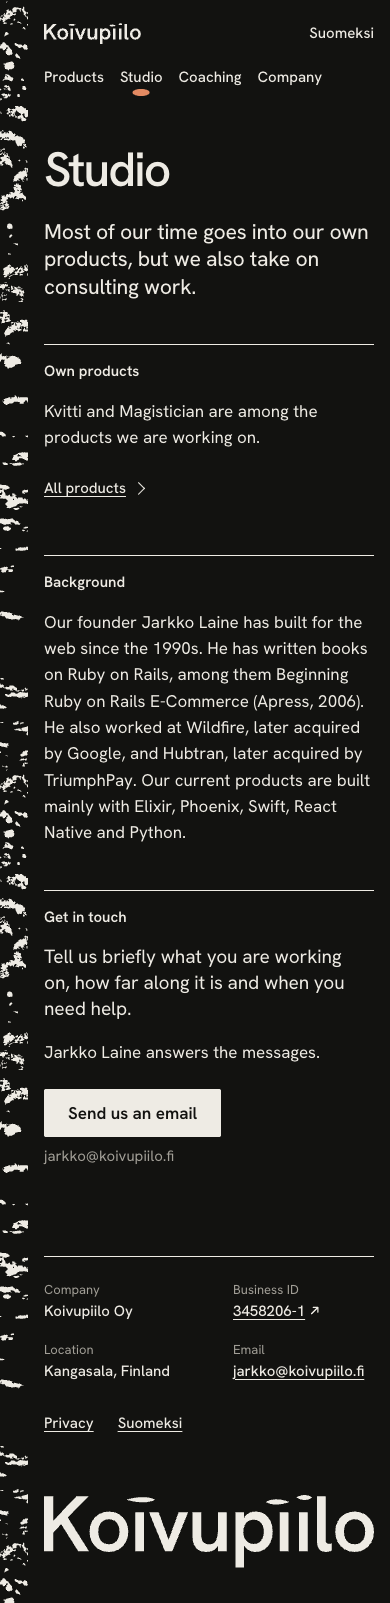 Koivupiilo
Suomeksi
Products Studio Coaching Company
Studio
Most of our time goes into our own
products, but we also take on
consulting work.
Own products
Kvitti and Magistician are among the
products we are working on.
All products
Background
Our founder Jarkko Laine has built for the
web since the 1990s. He has written books
on Ruby on Rails, among them Beginning
Ruby on Rails E-Commerce (Apress, 2006).
He also worked at Wildfire, later acquired
by Google, and Hubtran, later acquired by
TriumphPay. Our current products are built
mainly with Elixir, Phoenix, Swift, React
Native and Python.
Get in touch
Tell us briefly what you are working
on, how far along it is and when you
need help.
Jarkko Laine answers the messages.
Send us an email
jarkko@koivupiilo.fi
Company
Koivupiilo Oy
Business ID
3458206-1 ↗
Location
Kangasala, Finland
Email
jarkko@koivupiilo.fi
Privacy Suomeksi
Koivupiilo